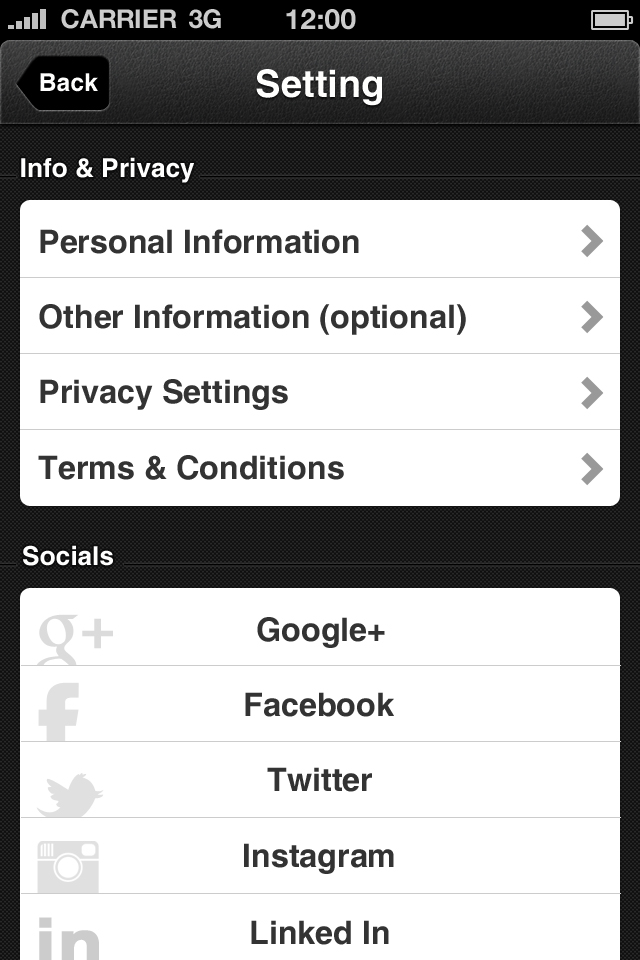 CARRIER 3G 12:00
Back
Setting
Info & Privacy
Personal Information
Other Information (optional)
Privacy Settings
Terms & Conditions
Socials
g+ Google+
f Facebook
Twitter
Instagram
in Linked In